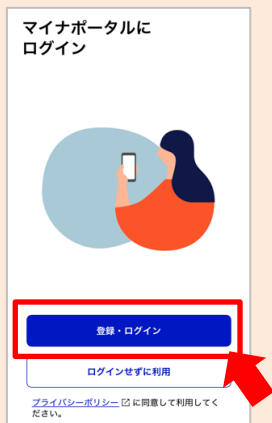 マイナポータルに
ログイン
登録・ログイン
ログインせずに利用
プライバシーポリシー に同意して利用してく
ださい。